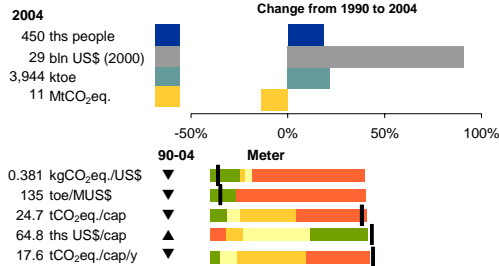 2004 Change from 1990 to 2004
450 ths people
29 bln US$ (2000)
3,944 ktoe
11 MtCO₂eq.
-50% 0% 50% 100%
90-04 Meter
0.381 kgCO₂eq./US$ ▼
135 toe/MUS$ ▼
24.7 tCO₂eq./cap ▼
64.8 ths US$/cap ▲
17.6 tCO₂eq./cap/y ▼